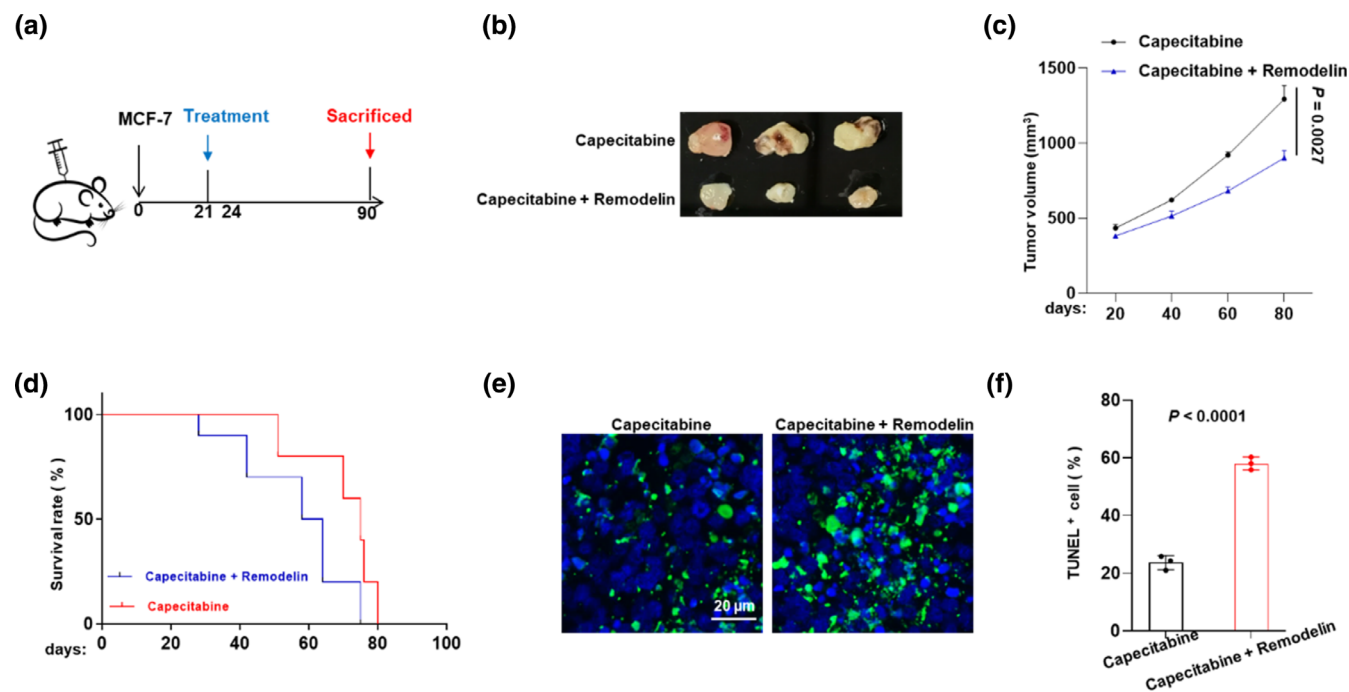 (a)
MCF-7 Treatment Sacrificed
0 21 24 90
(b)
Capecitabine
Capecitabine + Remodelin
(c)
Capecitabine
Capecitabine + Remodelin
Tumor volume (mm³)
1500
1000
500
0
days: 20 40 60 80
P = 0.0027
(d)
Survival rate ( % )
100
50
0
Capecitabine + Remodelin
Capecitabine
0 20 40 60 80 100
days:
(e)
Capecitabine
Capecitabine + Remodelin
20 μm
(f)
TUNEL⁺ cell ( % )
80
60
40
20
0
P < 0.0001
Capecitabine
Capecitabine + Remodelin